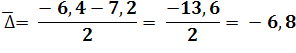 Δ̅= − 6,4 − 7,2 / 2 = −13,6 / 2 = − 6,8